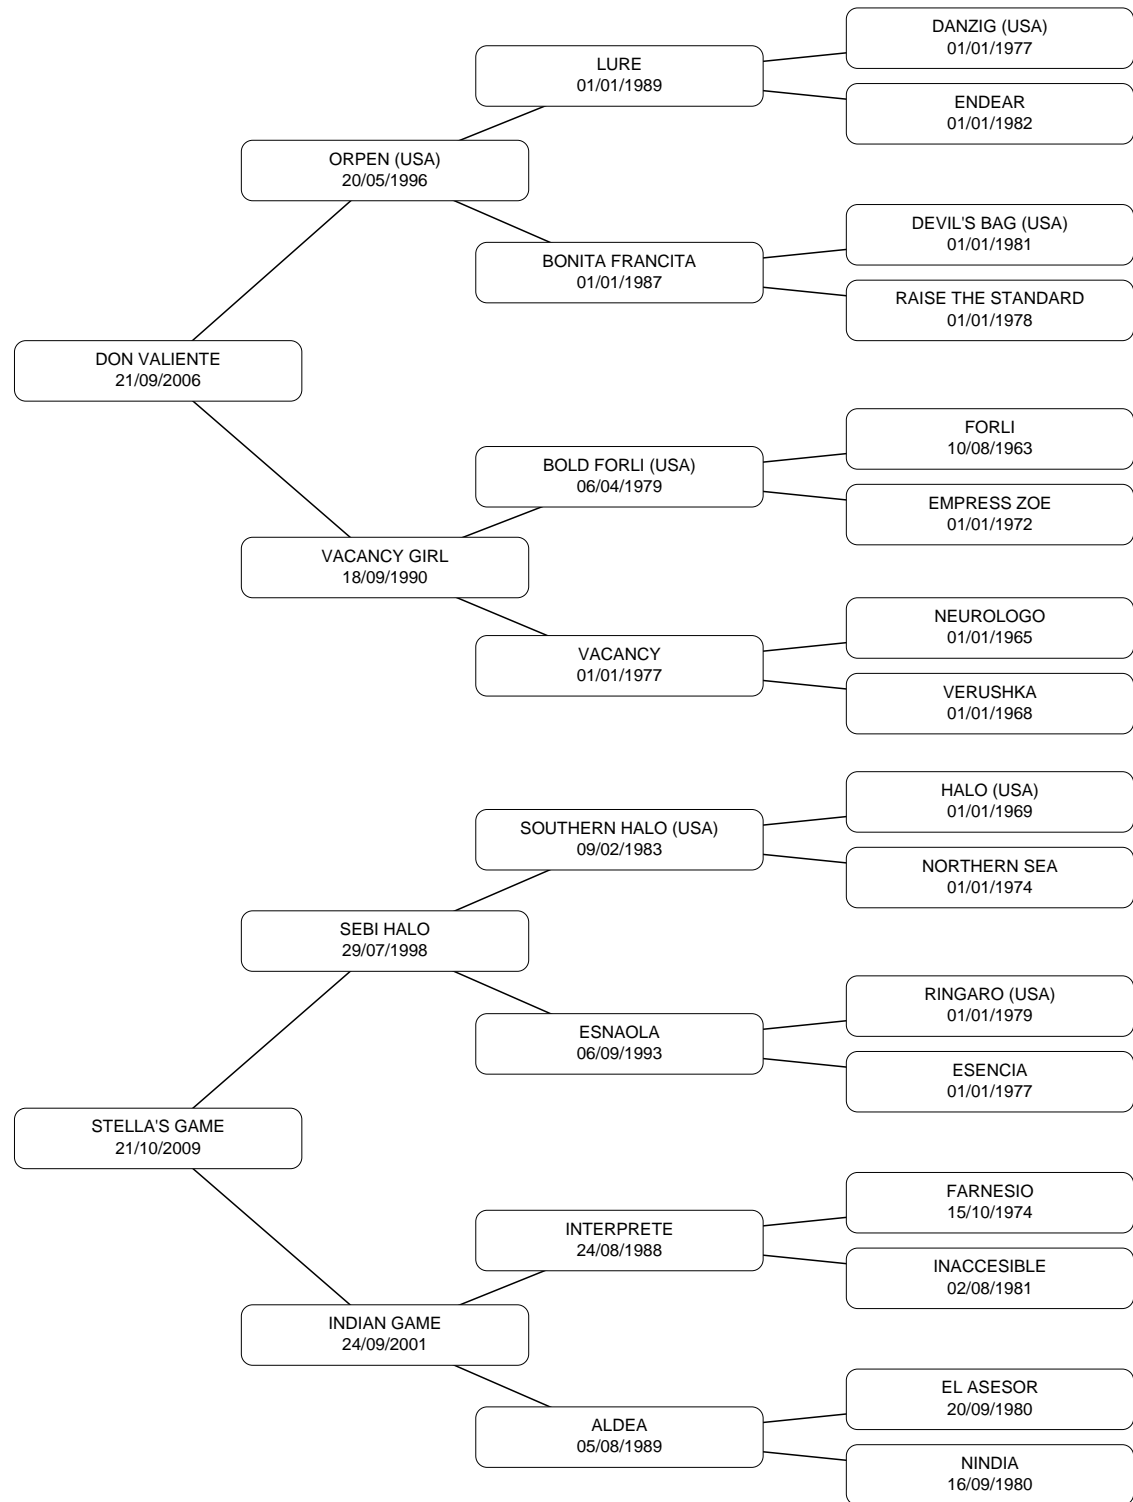 DANZIG (USA)
01/01/1977
LURE
01/01/1989
ENDEAR
01/01/1982
ORPEN (USA)
20/05/1996
DEVIL'S BAG (USA)
01/01/1981
BONITA FRANCITA
01/01/1987
RAISE THE STANDARD
01/01/1978
DON VALIENTE
21/09/2006
FORLI
10/08/1963
BOLD FORLI (USA)
06/04/1979
EMPRESS ZOE
01/01/1972
VACANCY GIRL
18/09/1990
NEUROLOGO
01/01/1965
VACANCY
01/01/1977
VERUSHKA
01/01/1968
HALO (USA)
01/01/1969
SOUTHERN HALO (USA)
09/02/1983
NORTHERN SEA
01/01/1974
SEBI HALO
29/07/1998
RINGARO (USA)
01/01/1979
ESNAOLA
06/09/1993
ESENCIA
01/01/1977
STELLA'S GAME
21/10/2009
FARNESIO
15/10/1974
INTERPRETE
24/08/1988
INACCESIBLE
02/08/1981
INDIAN GAME
24/09/2001
EL ASESOR
20/09/1980
ALDEA
05/08/1989
NINDIA
16/09/1980